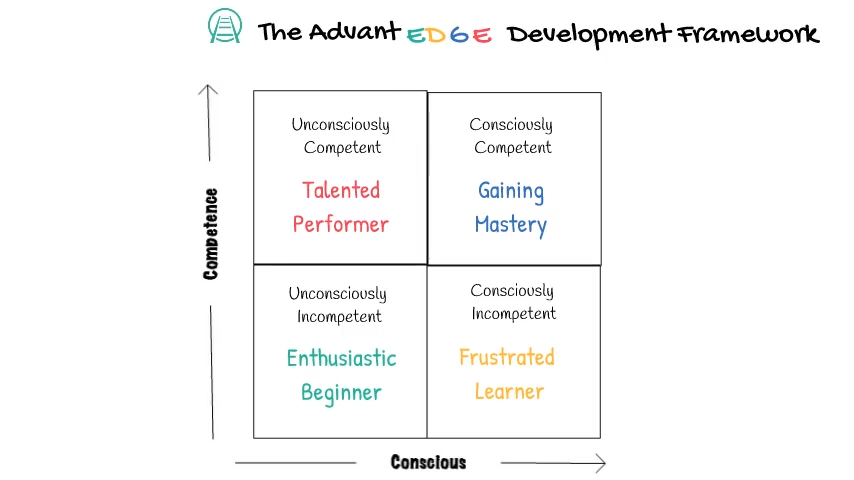 The AdvantEDGE Development Framework
Unconsciously
Competent
Talented
Performer
Consciously
Competent
Gaining
Mastery
Competence
Unconsciously
Incompetent
Enthusiastic
Beginner
Consciously
Incompetent
Frustrated
Learner
Conscious